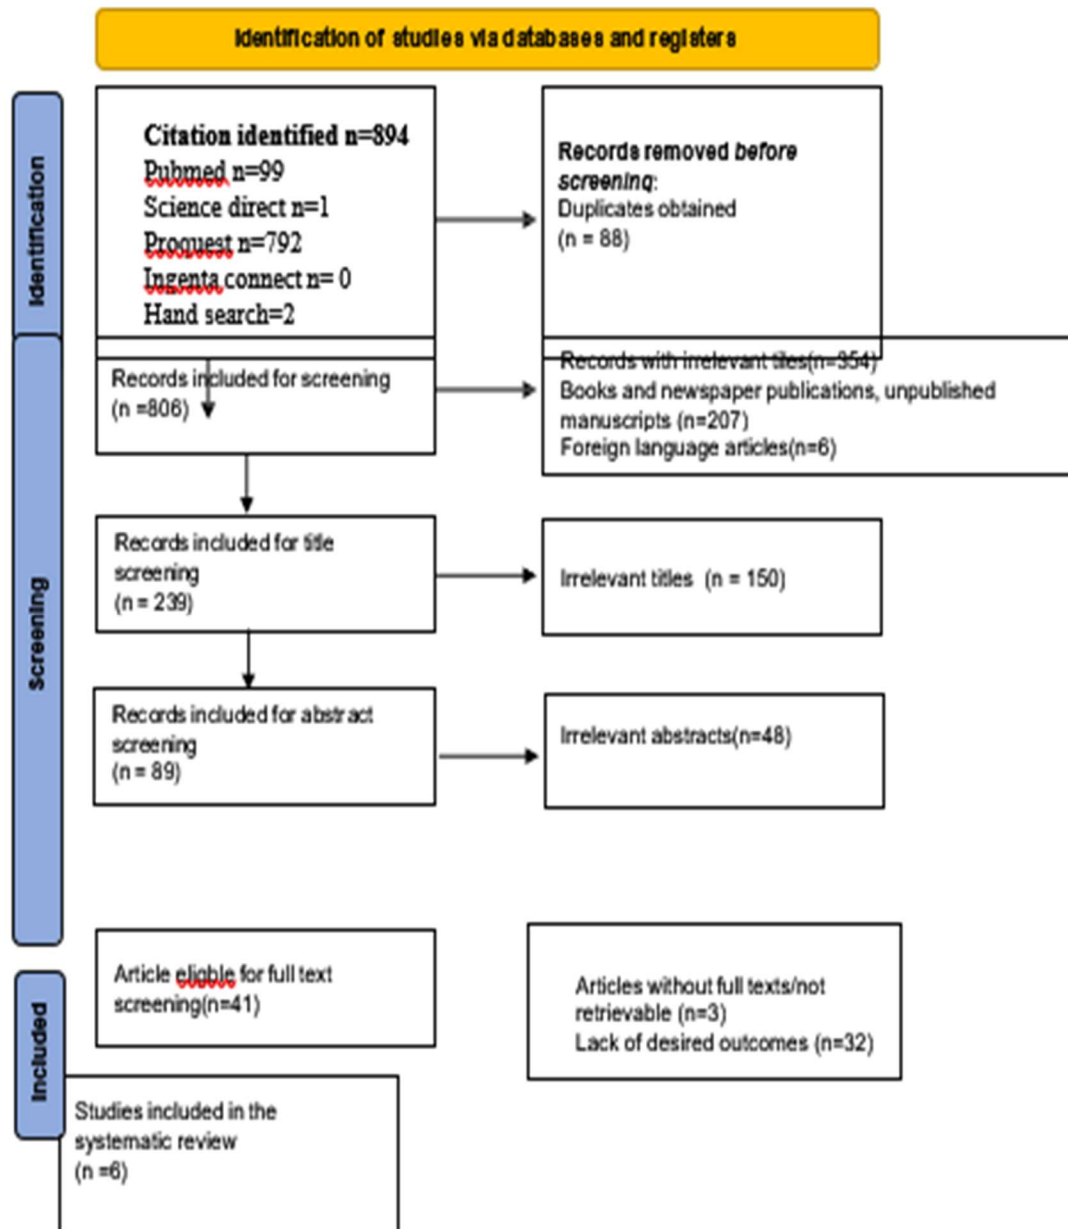 Identification of studies via databases and registers
Identification
Citation identified n=894
Pubmed n=99
Science direct n=1
Proquest n=792
Ingenta connect n= 0
Hand search=2
Records removed before
screening:
Duplicates obtained
(n = 88)
Screening
Records included for screening
(n =806)
Records with irrelevant tiles(n=354)
Books and newspaper publications, unpublished
manuscripts (n=207)
Foreign language articles(n=6)
Records included for title
screening
(n = 239)
Irrelevant titles (n = 150)
Records included for abstract
screening
(n = 89)
Irrelevant abstracts(n=48)
Article eligble for full text
screening(n=41)
Articles without full texts/not
retrievable (n=3)
Lack of desired outcomes (n=32)
Included
Studies included in the
systematic review
(n =6)